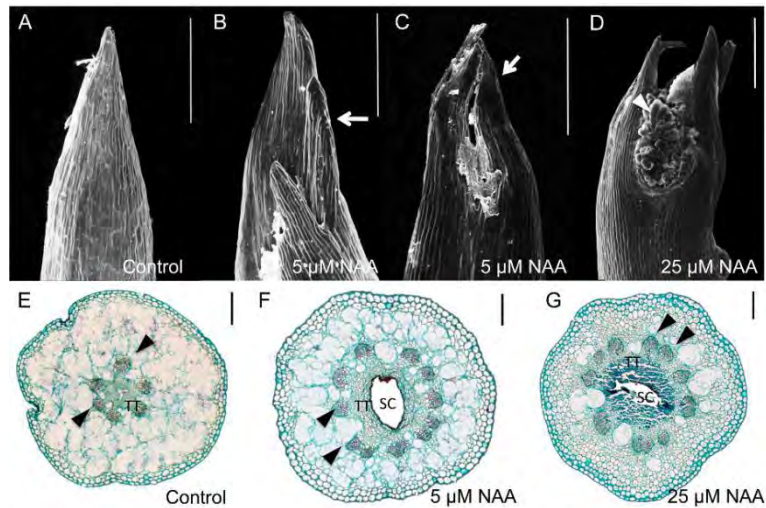 A B C D
Control 5 µM NAA 5 µM NAA 25 µM NAA
E F G
TT TT SC TT SC
Control 5 µM NAA 25 µM NAA